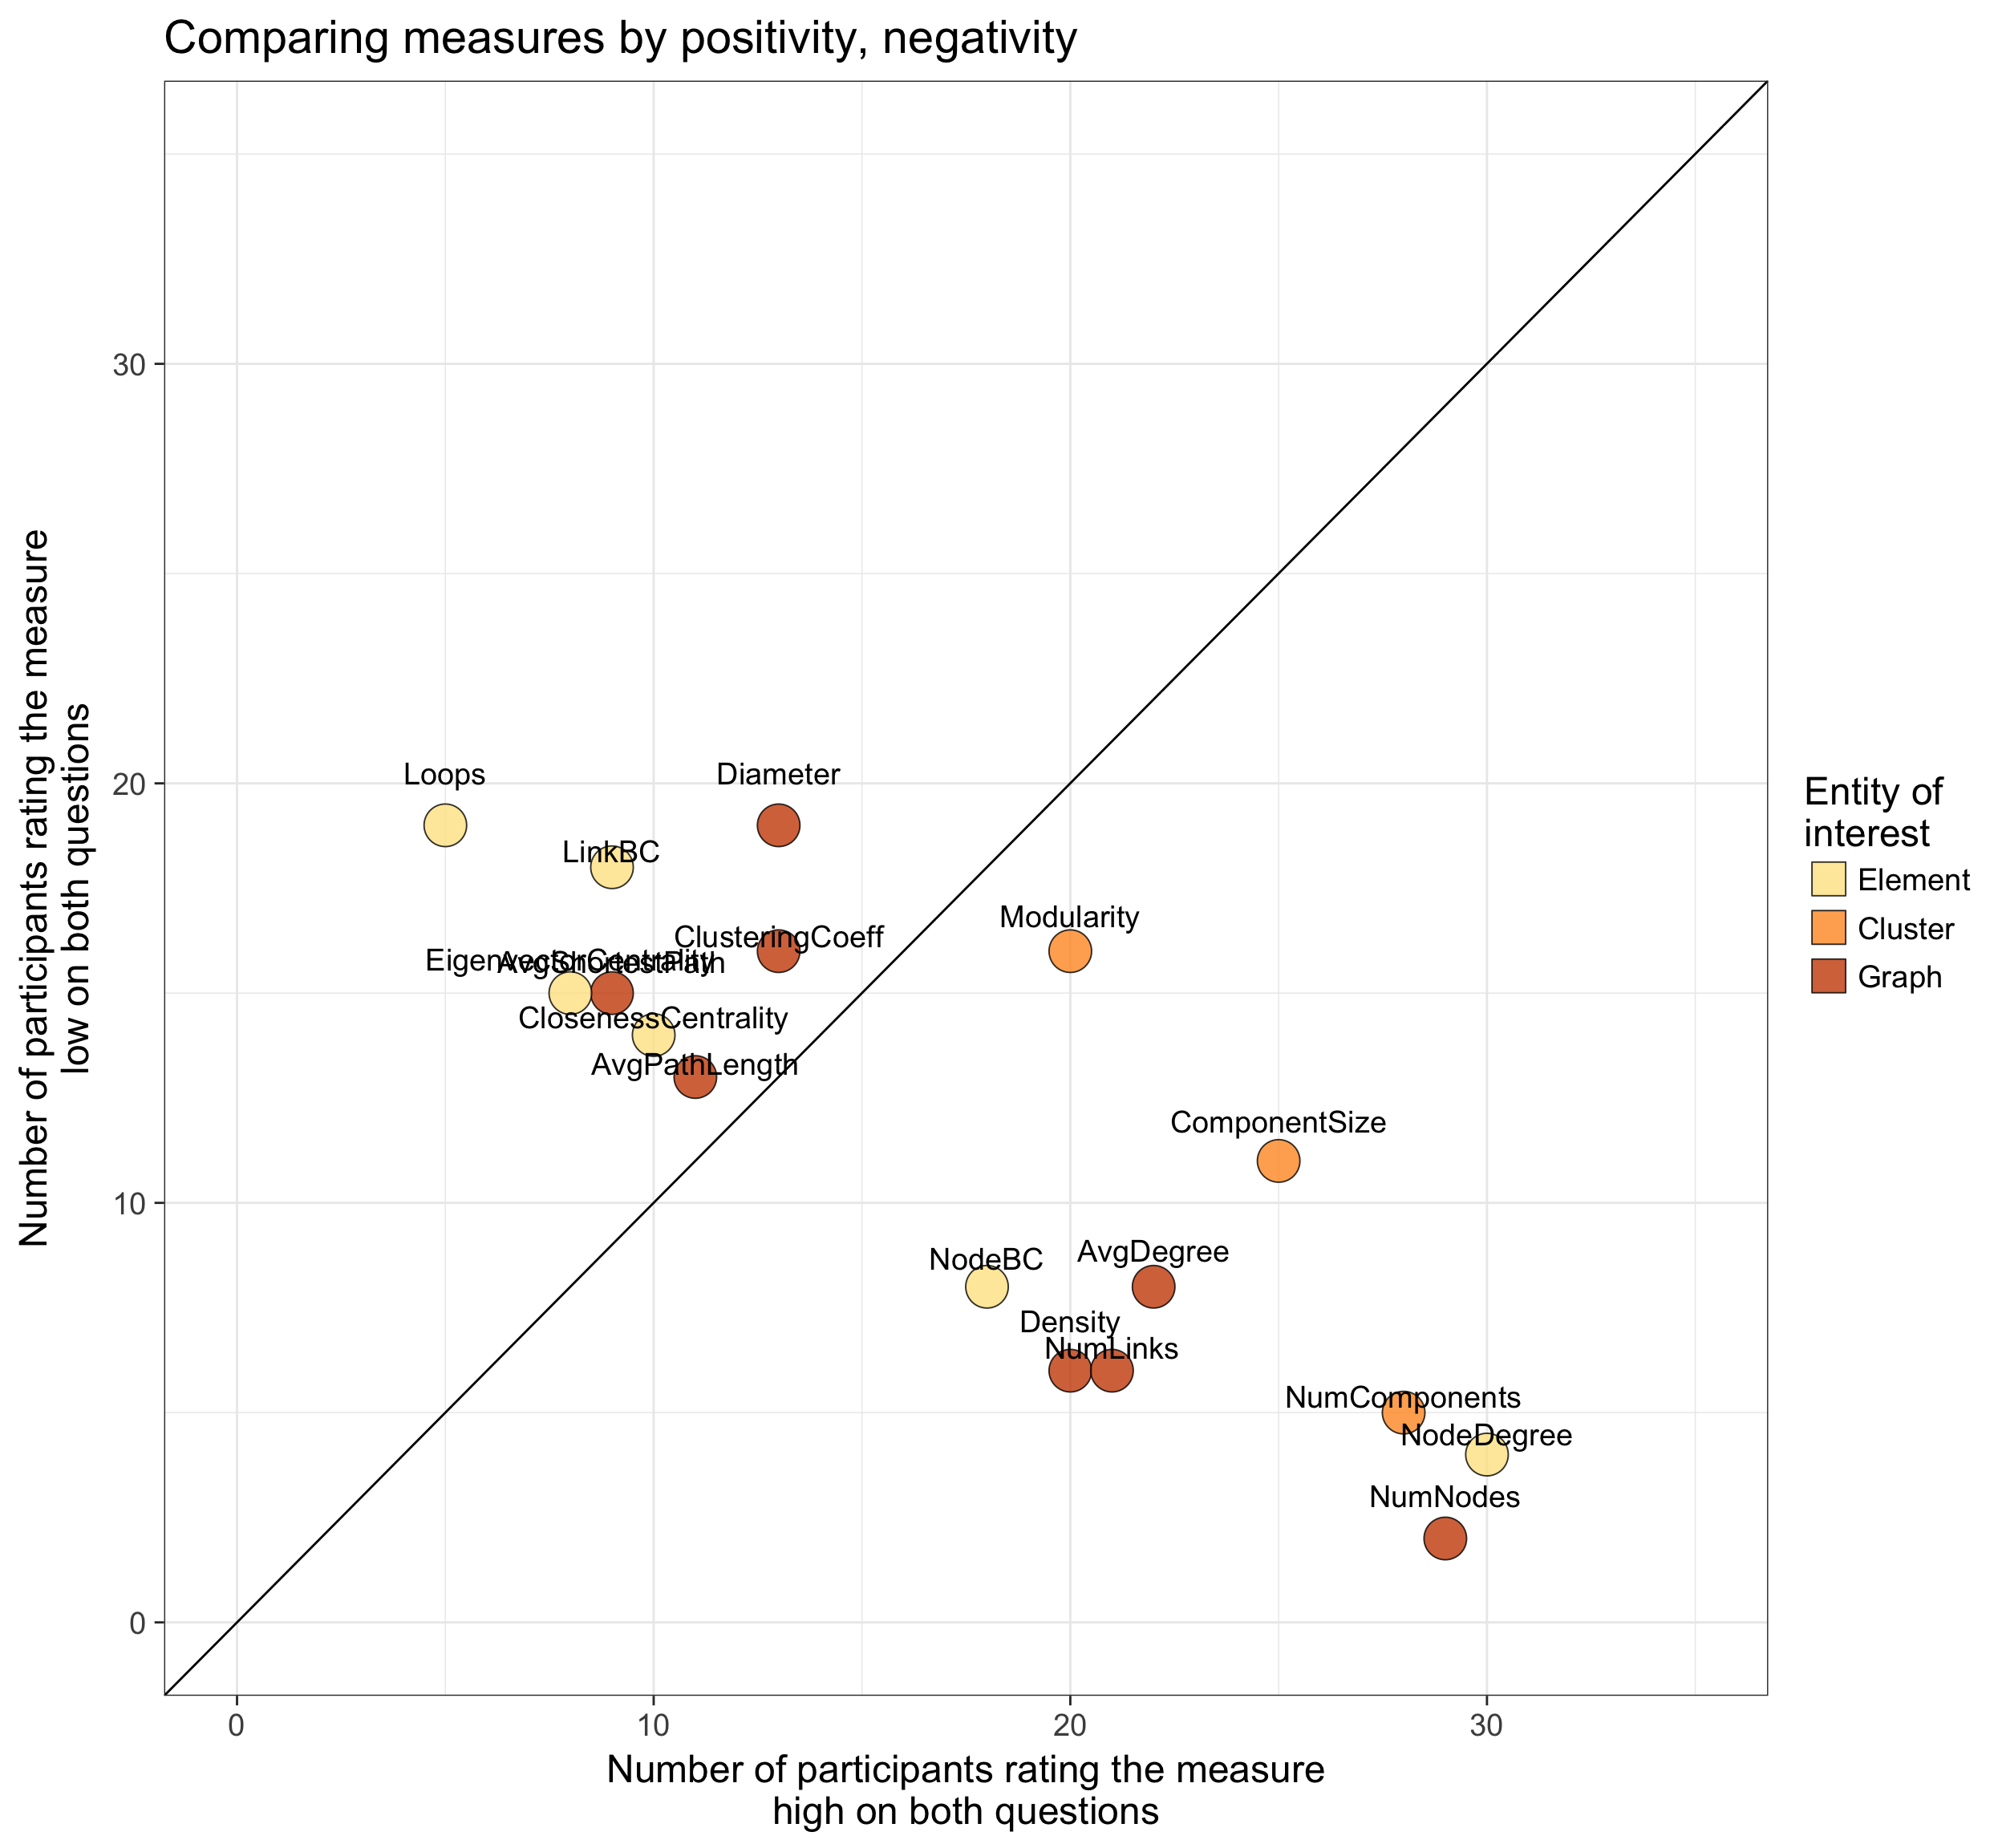 Comparing measures by positivity, negativity
Number of participants rating the measure
low on both questions
30
20
10
0
Loops
Diameter
LinkBC
Modularity
ClusteringCoeff
EigenvectorCentrality
AvgShortestPath
ClosenessCentrality
AvgPathLength
ComponentSize
NodeBC
AvgDegree
Density
NumLinks
NumComponents
NodeDegree
NumNodes
Entity of
interest
Element
Cluster
Graph
0
10
20
30
Number of participants rating the measure
high on both questions